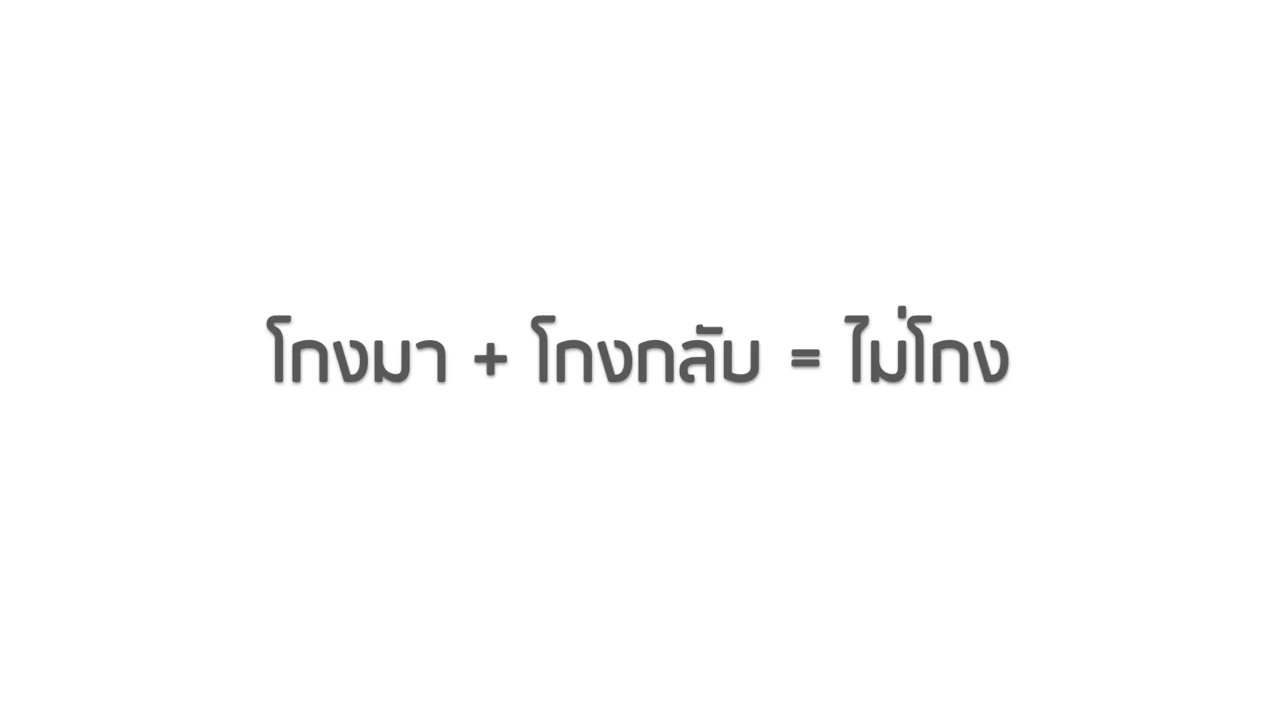 โกงมา + โกงกลับ = ไม่โกง